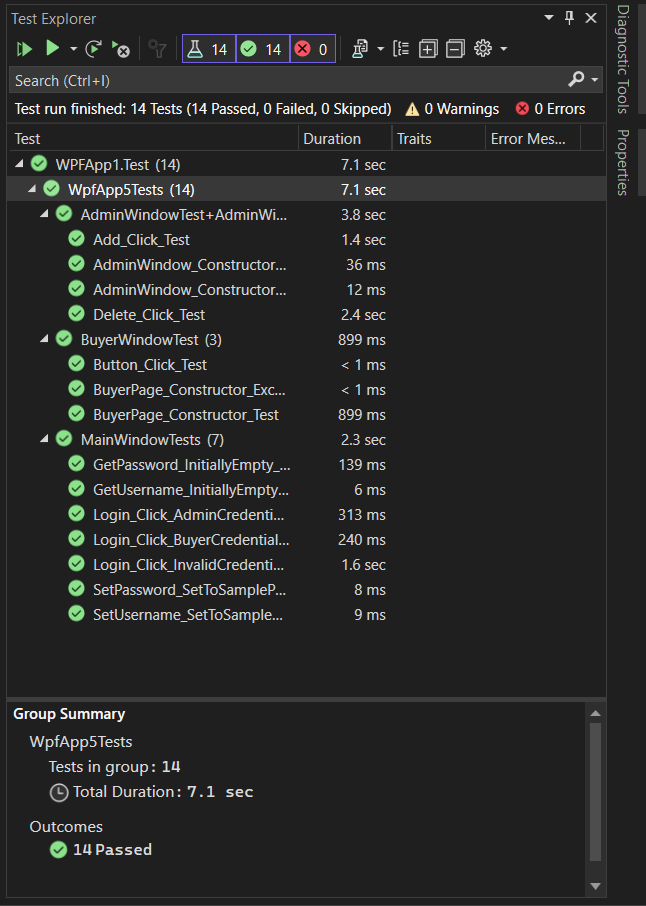 Test Explorer
14 14 0
Search (Ctrl+I)
Test run finished: 14 Tests (14 Passed, 0 Failed, 0 Skipped) 0 Warnings 0 Errors
Test Duration Traits Error Mes...
WPFApp1.Test (14) 7.1 sec
WpfApp5Tests (14) 7.1 sec
AdminWindowTest+AdminWi... 3.8 sec
Add_Click_Test 1.4 sec
AdminWindow_Constructor... 36 ms
AdminWindow_Constructor... 12 ms
Delete_Click_Test 2.4 sec
BuyerWindowTest (3) 899 ms
Button_Click_Test < 1 ms
BuyerPage_Constructor_Exc... < 1 ms
BuyerPage_Constructor_Test 899 ms
MainWindowTests (7) 2.3 sec
GetPassword_InitiallyEmpty_... 139 ms
GetUsername_InitiallyEmpty... 6 ms
Login_Click_AdminCredenti... 313 ms
Login_Click_BuyerCredential... 240 ms
Login_Click_InvalidCredenti... 1.6 sec
SetPassword_SetToSampleP... 8 ms
SetUsername_SetToSample... 9 ms
Group Summary
WpfApp5Tests
Tests in group: 14
Total Duration: 7.1 sec
Outcomes
14 Passed
Diagnostic Tools
Properties